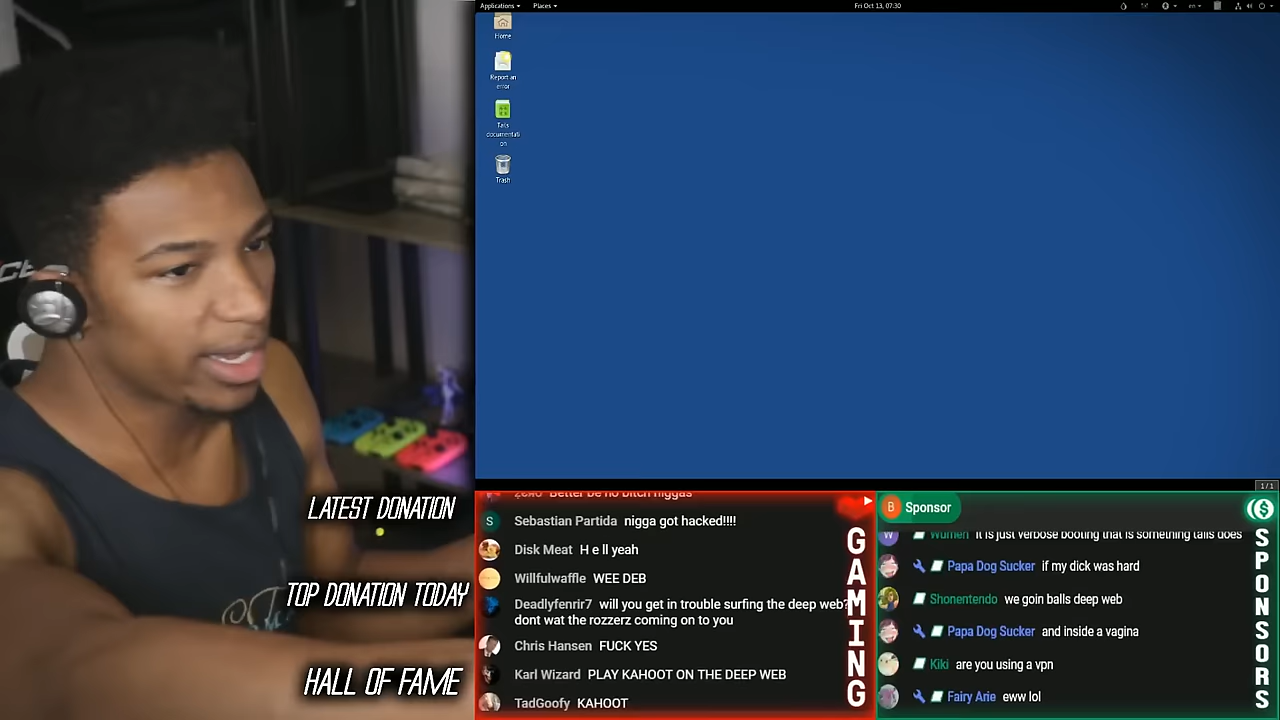 Applications
Places
Fri Oct 13, 07:30
en
Home
Report an
error
Tails
documentati
on
Trash
1/1
LATEST DONATION
TOP DONATION TODAY
HALL OF FAME
zeno Better be no bitch niggas
S Sebastian Partida nigga got hacked!!!!
Disk Meat H e ll yeah
Willfulwaffle WEE DEB
Deadlyfenrir7 will you get in trouble surfing the deep web?
dont wat the rozzerz coming on to you
Chris Hansen FUCK YES
Karl Wizard PLAY KAHOOT ON THE DEEP WEB
TadGoofy KAHOOT
GAMING
B Sponsor
W Wumen it is just verbose booting that is something tails does
Papa Dog Sucker if my dick was hard
Shonentendo we goin balls deep web
Papa Dog Sucker and inside a vagina
Kiki are you using a vpn
Fairy Arie eww lol
SPONSORS